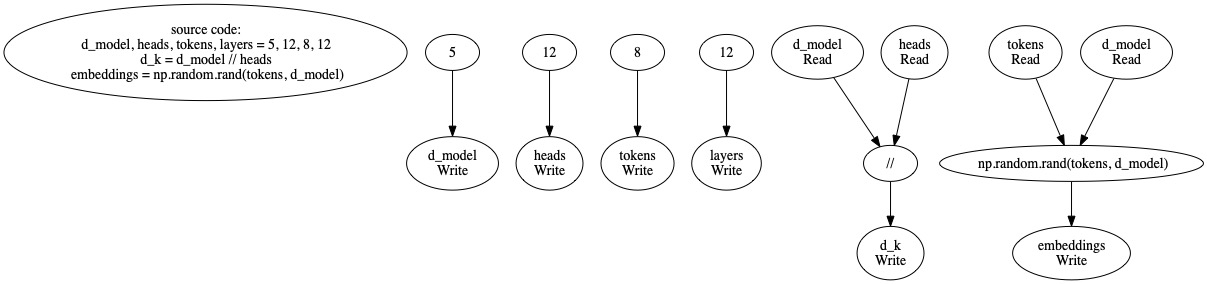 source code:
d_model, heads, tokens, layers = 5, 12, 8, 12
d_k = d_model // heads
embeddings = np.random.rand(tokens, d_model)
5
12
8
12
d_model
Read
heads
Read
tokens
Read
d_model
Read
d_model
Write
heads
Write
tokens
Write
layers
Write
//
np.random.rand(tokens, d_model)
d_k
Write
embeddings
Write